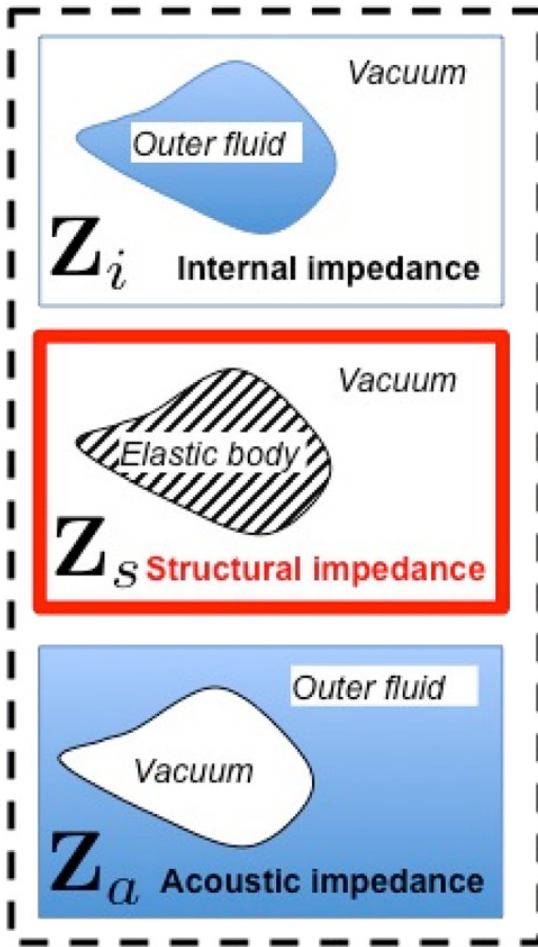 Vacuum
Outer fluid
Z_i Internal impedance
Vacuum
Elastic body
Z_s Structural impedance
Outer fluid
Vacuum
Z_a Acoustic impedance